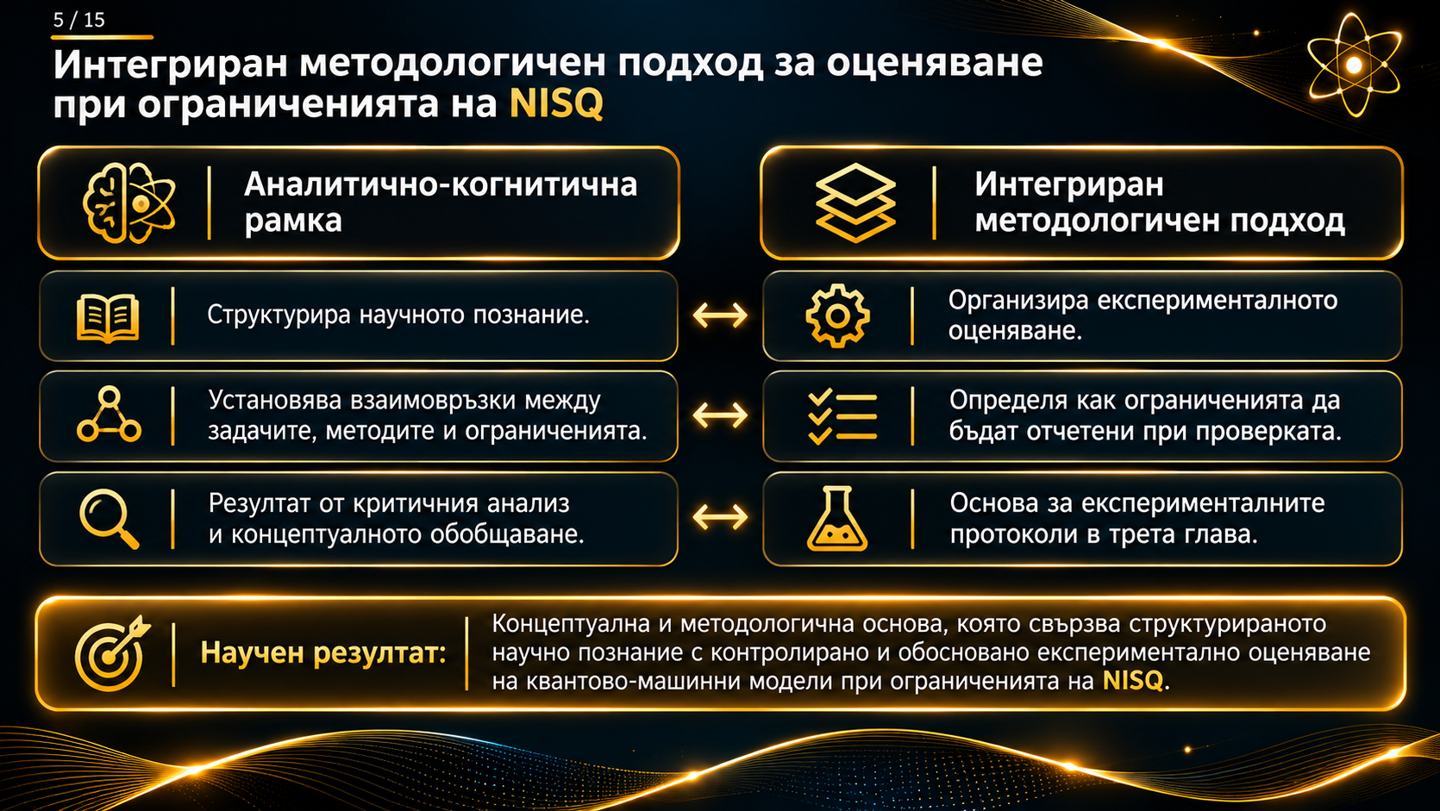 5 / 15
Интегриран методологичен подход за оценяване
при ограниченията на NISQ
Аналитично-когнитична
рамка
Интегриран
методологичен подход
Структурира научното познание.
Организира експерименталното
оценяване.
Установява взаимовръзки между
задачите, методите и ограниченията.
Определя как ограниченията да
бъдат отчетени при проверката.
Резултат от критичния анализ
и концептуалното обобщаване.
Основа за експерименталните
протоколи в трета глава.
Научен резултат:
Концептуална и методологична основа, която свързва структурираното
научно познание с контролирано и обосновано експериментално оценяване
на квантово-машинни модели при ограниченията на NISQ.